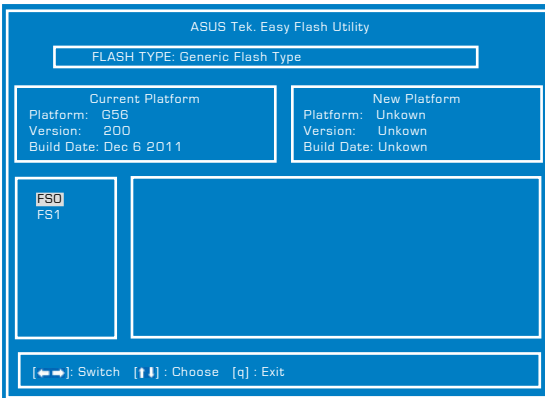 ASUS Tek. Easy Flash Utility
FLASH TYPE: Generic Flash Type
Current Platform
Platform: G56
Version: 200
Build Date: Dec 6 2011
New Platform
Platform: Unkown
Version: Unkown
Build Date: Unkown
FS0
FS1
[←→]: Switch [↑↓] : Choose [q] : Exit